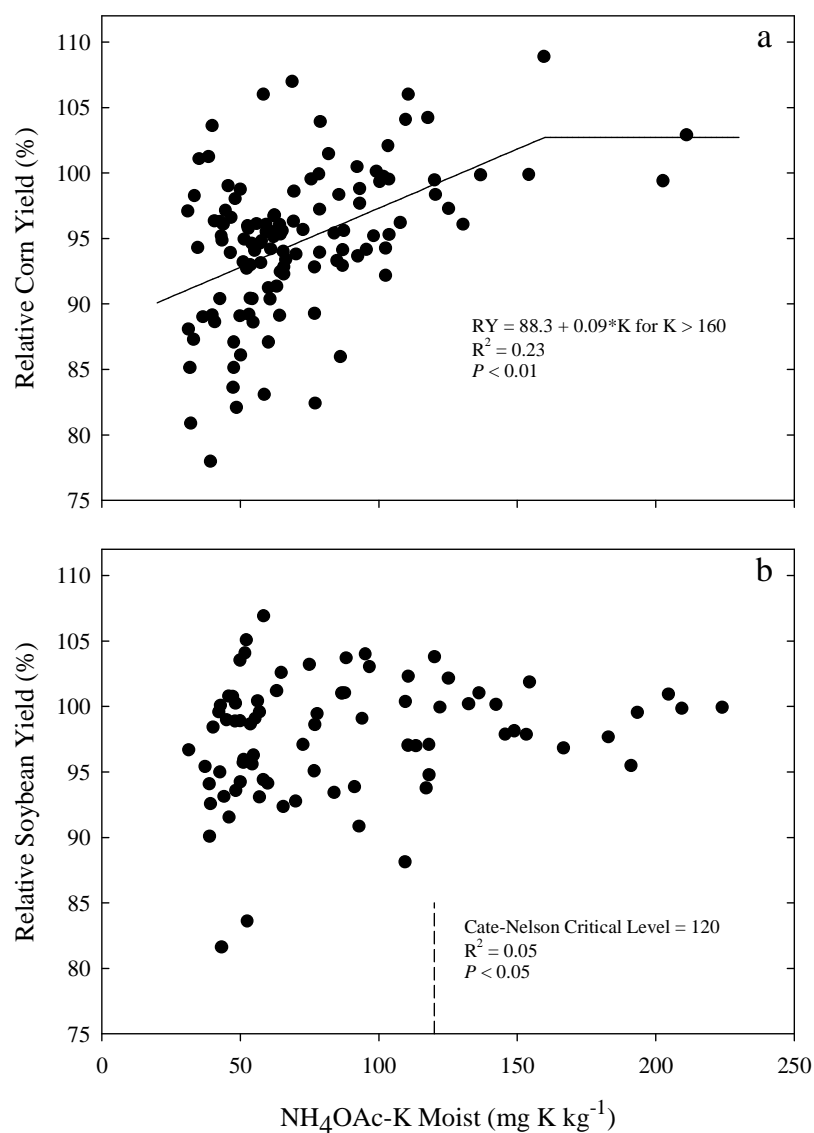 a
110
105
100
95
90
85
80
75
Relative Corn Yield (%)
RY = 88.3 + 0.09*K for K > 160
R² = 0.23
P < 0.01
b
110
105
100
95
90
85
80
75
Relative Soybean Yield (%)
Cate-Nelson Critical Level = 120
R² = 0.05
P < 0.05
0 50 100 150 200 250
NH₄OAc-K Moist (mg K kg⁻¹)